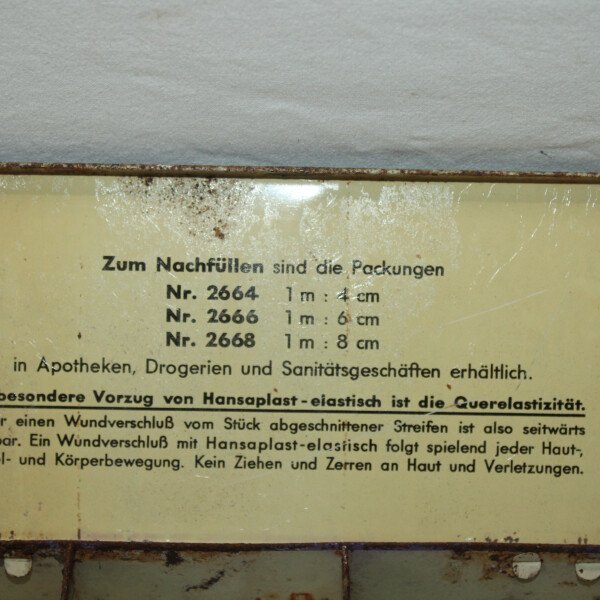 Zum Nachfüllen sind die Packungen
Nr. 2664 1 m : 4 cm
Nr. 2666 1 m : 6 cm
Nr. 2668 1 m : 8 cm
in Apotheken, Drogerien und Sanitätsgeschäften erhältlich.
besondere Vorzug von Hansaplast-elastisch ist die Querelastizität.
einen Wundverschluß vom Stück abgeschnittener Streifen ist also seitwärts
bar. Ein Wundverschluß mit Hansaplast-elastisch folgt spielend jeder Haut-,
und Körperbewegung. Kein Ziehen und Zerren an Haut und Verletzungen.